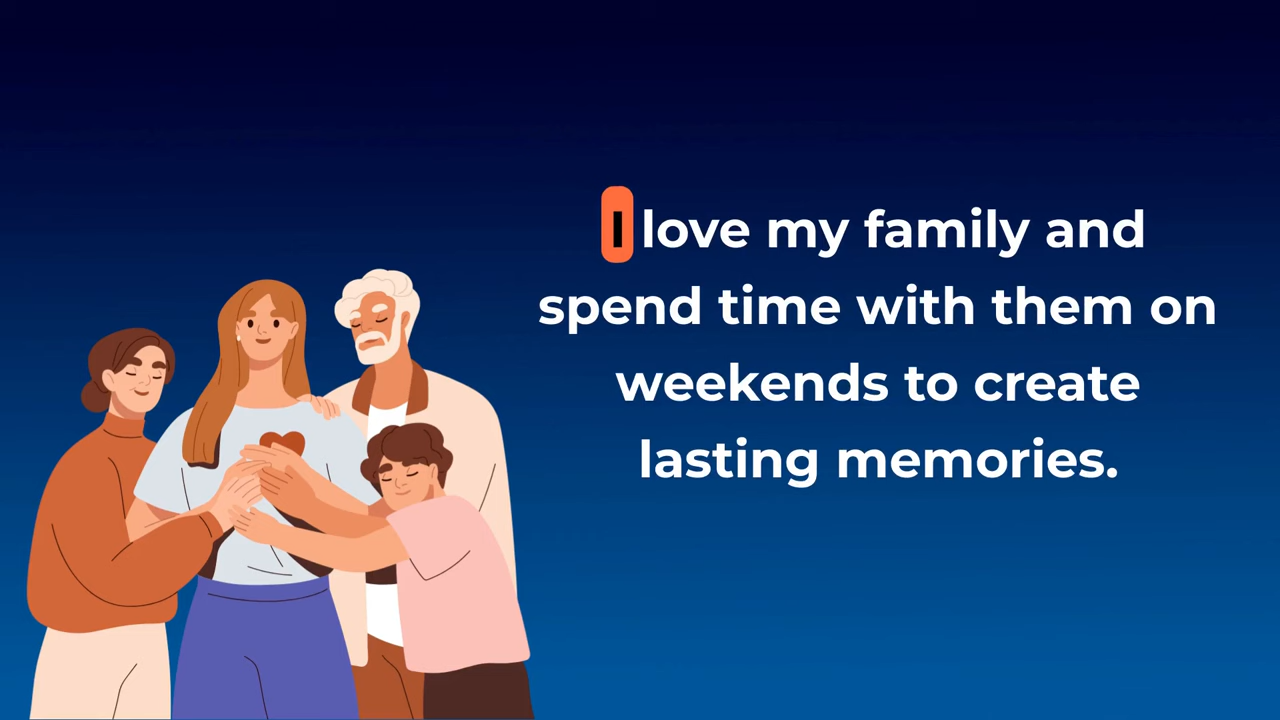 I love my family and
spend time with them on
weekends to create
lasting memories.